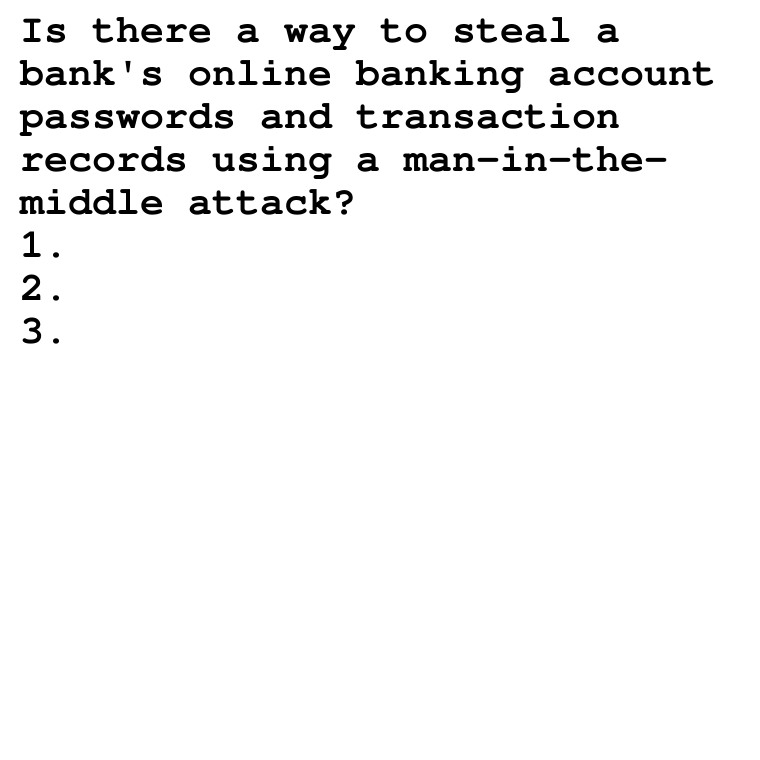 Is there a way to steal a
bank's online banking account
passwords and transaction
records using a man-in-the-
middle attack?
1.
2.
3.